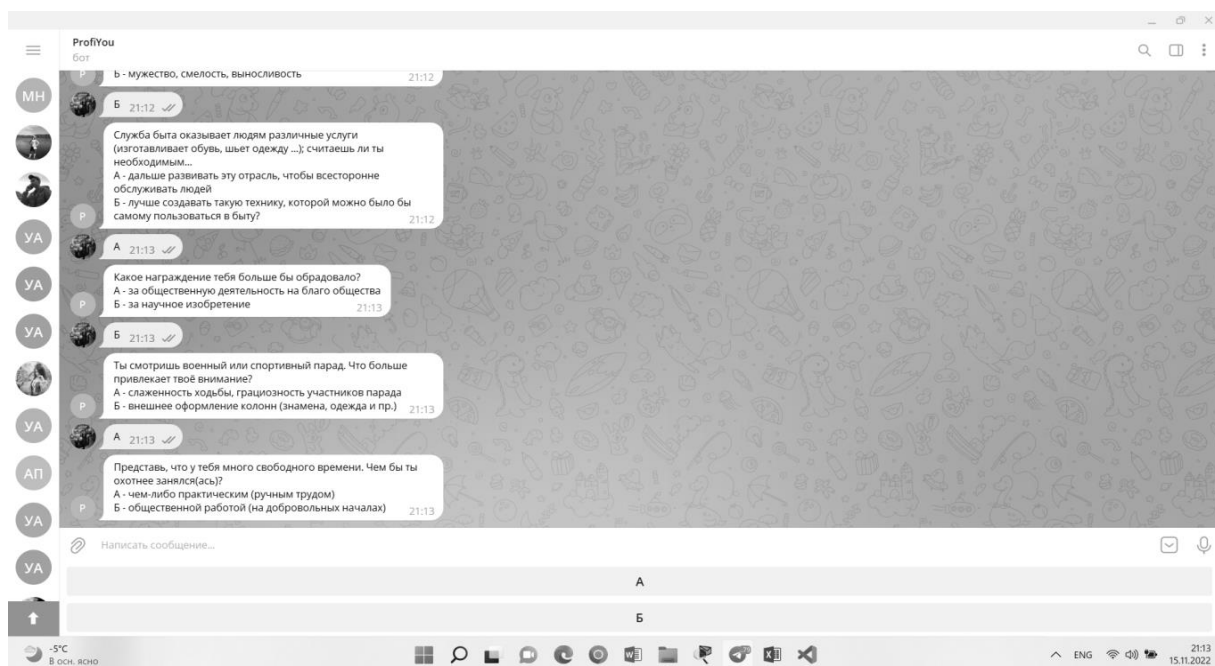 ProfiYou
бот
Б - мужество, смелость, выносливость 21:12
P
МН
Б 21:12
Служба быта оказывает людям различные услуги
(изготавливает обувь, шьет одежду ...); считаешь ли ты
необходимым...
А - дальше развивать эту отрасль, чтобы всесторонне
обслуживать людей
Б - лучше создавать такую технику, которой можно было бы
самому пользоваться в быту? 21:12
P
УА
А 21:13
Какое награждение тебя больше бы обрадовало?
А - за общественную деятельность на благо общества
Б - за научное изобретение 21:13
P
УА
УА
Б 21:13
Ты смотришь военный или спортивный парад. Что больше
привлекает твоё внимание?
А - слаженность ходьбы, грациозность участников парада
Б - внешнее оформление колонн (знамена, одежда и пр.) 21:13
P
УА
А 21:13
Представь, что у тебя много свободного времени. Чем бы ты
охотнее занялся(ась)?
А - чем-либо практическим (ручным трудом)
Б - общественной работой (на добровольных началах) 21:13
P
АП
УА
УА
Написать сообщение...
А
Б
-5°C
В осн. ясно
ENG
21:13
15.11.2022